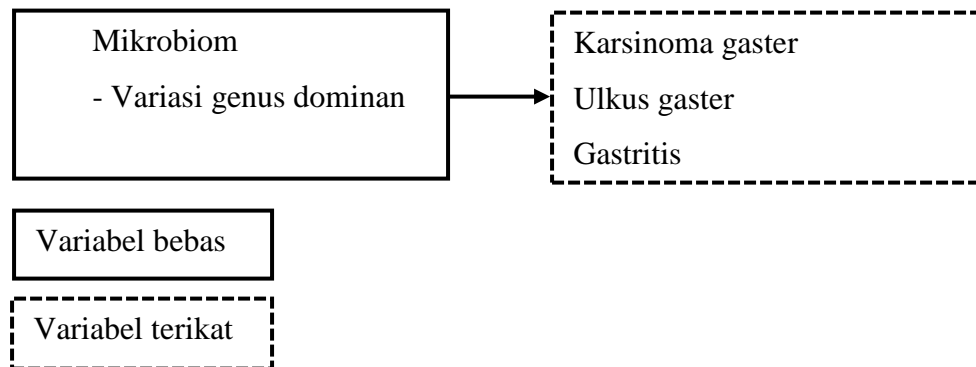 Mikrobiom
- Variasi genus dominan
Karsinoma gaster
Ulkus gaster
Gastritis
Variabel bebas
Variabel terikat